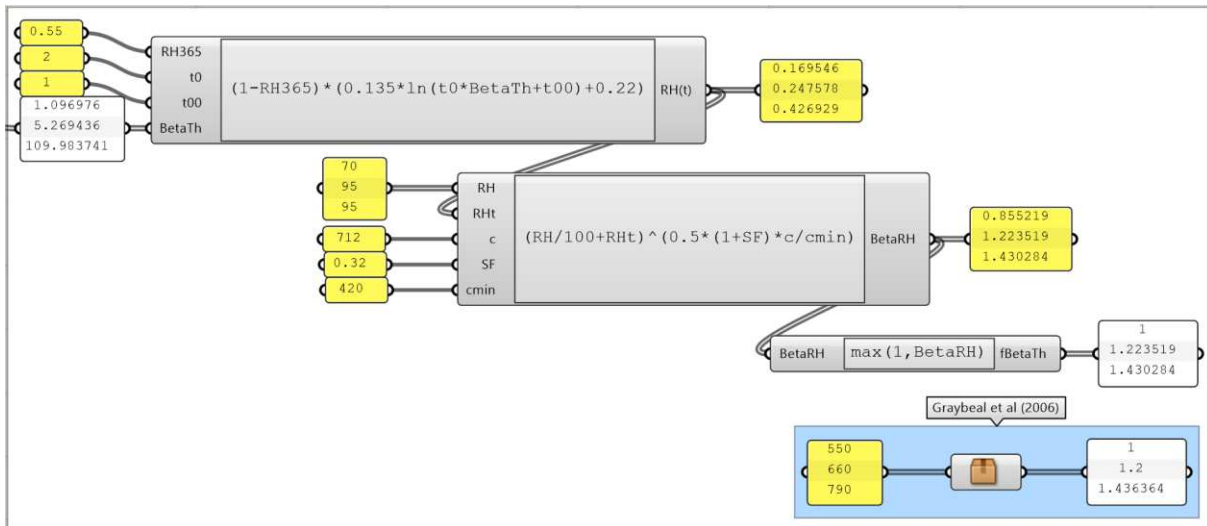 0.55
2
1
1.096976
5.269436
109.983741
RH365
t0
t00
BetaTh
(1-RH365)*(0.135*ln(t0*BetaTh+t00)+0.22)
RH(t)
0.169546
0.247578
0.426929
70
95
95
712
0.32
420
RH
RHt
c
SF
cmin
(RH/100+RHt)^(0.5*(1+SF)*c/cmin)
BetaRH
0.855219
1.223519
1.430284
BetaRH
max(1,BetaRH)
fBetaTh
1
1.223519
1.430284
Graybeal et al (2006)
550
660
790
1
1.2
1.436364